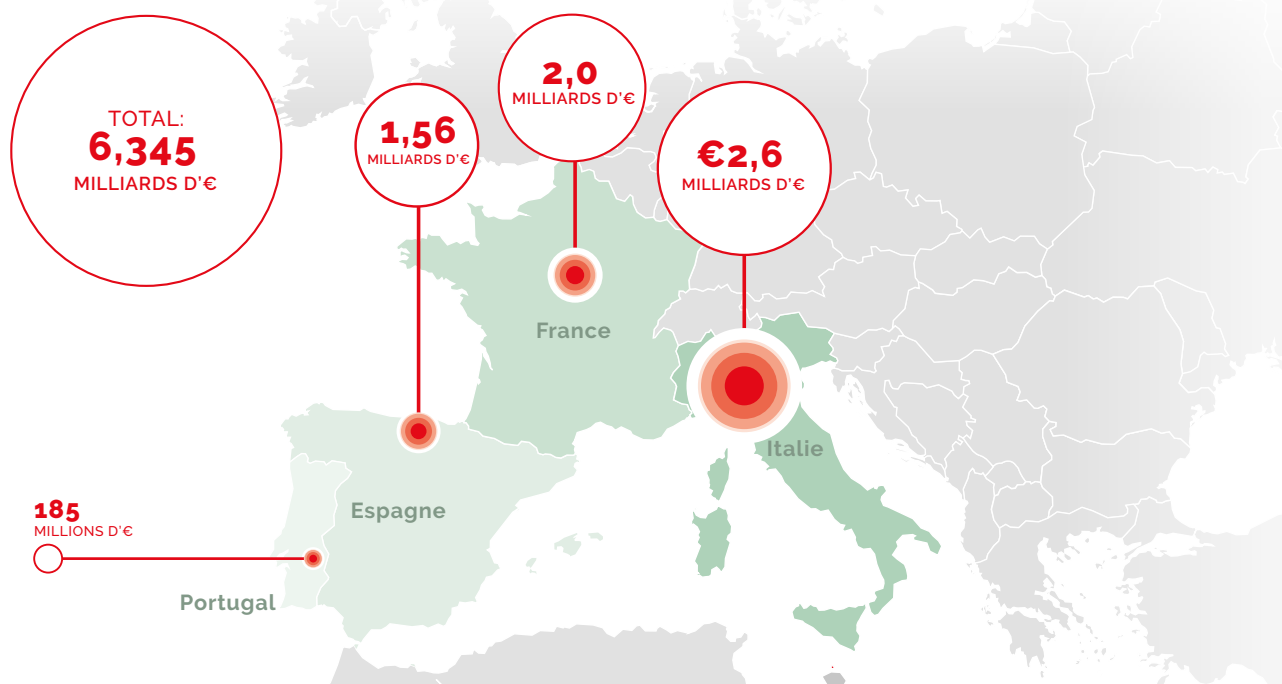 TOTAL:
6,345
MILLIARDS D'€
1,56
MILLIARDS D'€
2,0
MILLIARDS D'€
€2,6
MILLIARDS D'€
France
Italie
Espagne
185
MILLIONS D'€
Portugal